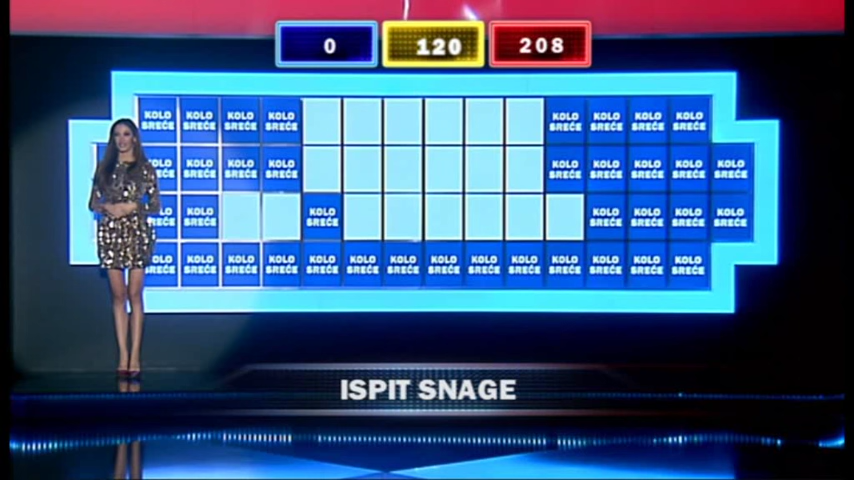 0 120 208
KOLO KOLO KOLO KOLO KOLO KOLO KOLO KOLO
SREĆE SREĆE SREĆE SREĆE SREĆE SREĆE SREĆE SREĆE
KOLO KOLO KOLO KOLO KOLO KOLO KOLO KOLO KOLO
SREĆE SREĆE SREĆE SREĆE SREĆE SREĆE SREĆE SREĆE SREĆE
KOLO KOLO KOLO KOLO KOLO KOLO KOLO
SREĆE SREĆE SREĆE SREĆE SREĆE SREĆE SREĆE
KOLO KOLO KOLO KOLO KOLO KOLO KOLO KOLO KOLO KOLO KOLO KOLO KOLO KOLO
SREĆE SREĆE SREĆE SREĆE SREĆE SREĆE SREĆE SREĆE SREĆE SREĆE SREĆE SREĆE SREĆE SREĆE
ISPIT SNAGE